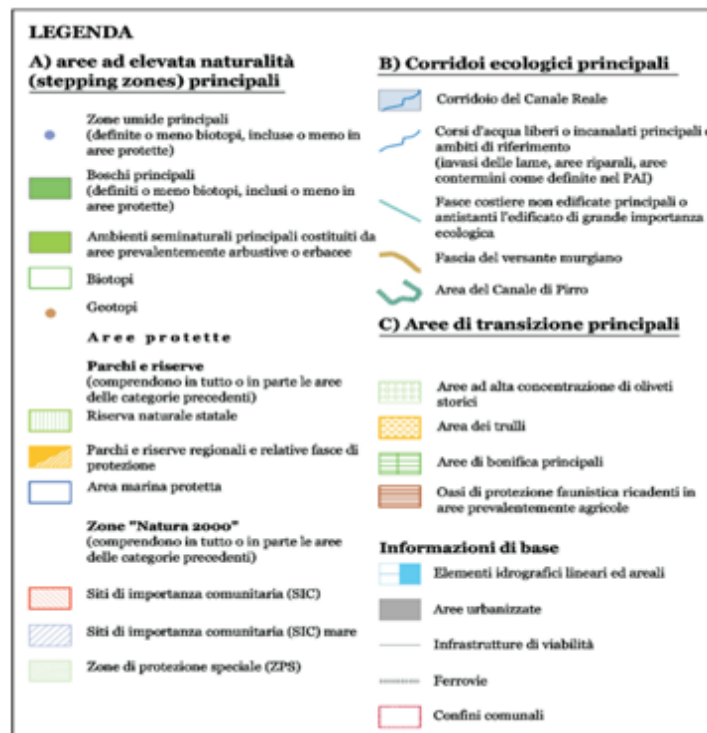 LEGENDA
A) aree ad elevata naturalità
(stepping zones) principali
Zone umide principali
(definite o meno biotopi, incluse o meno in
aree protette)
Boschi principali
(definiti o meno biotopi, inclusi o meno in
aree protette)
Ambienti seminaturali principali costituiti da
aree prevalentemente arbustive o erbacee
Biotopi
Geotopi
Aree protette
Parchi e riserve
(comprendono in tutto o in parte le aree
delle categorie precedenti)
Riserva naturale statale
Parchi e riserve regionali e relative fasce di
protezione
Area marina protetta
Zone "Natura 2000"
(comprendono in tutto o in parte le aree
delle categorie precedenti)
Siti di importanza comunitaria (SIC)
Siti di importanza comunitaria (SIC) mare
Zone di protezione speciale (ZPS)
B) Corridoi ecologici principali
Corridoio del Canale Reale
Corsi d'acqua liberi o incanalati principali e
ambiti di riferimento
(invasi delle lame, aree riparali, aree
contermini come definite nel PAI)
Fasce costiere non edificate principali o
antistanti l'edificato di grande importanza
ecologica
Fascia del versante murgiano
Area del Canale di Pirro
C) Aree di transizione principali
Aree ad alta concentrazione di oliveti
storici
Area dei trulli
Aree di bonifica principali
Oasi di protezione faunistica ricadenti in
aree prevalentemente agricole
Informazioni di base
Elementi idrografici lineari ed areali
Aree urbanizzate
Infrastrutture di viabilità
Ferrovie
Confini comunali